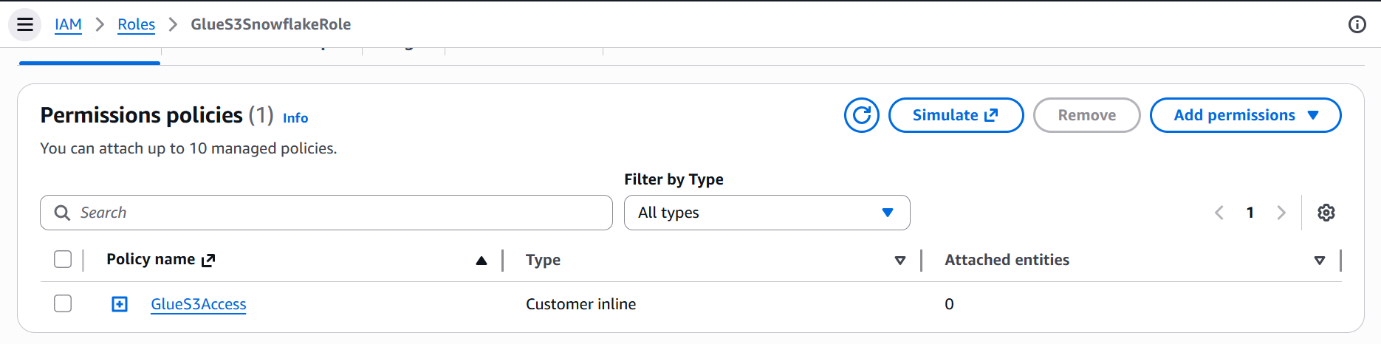 IAM > Roles > GlueS3SnowflakeRole
Permissions policies (1) Info
Simulate
Remove
Add permissions
You can attach up to 10 managed policies.
Filter by Type
Search
All types
1
Policy name
Type
Attached entities
GlueS3Access
Customer inline
0